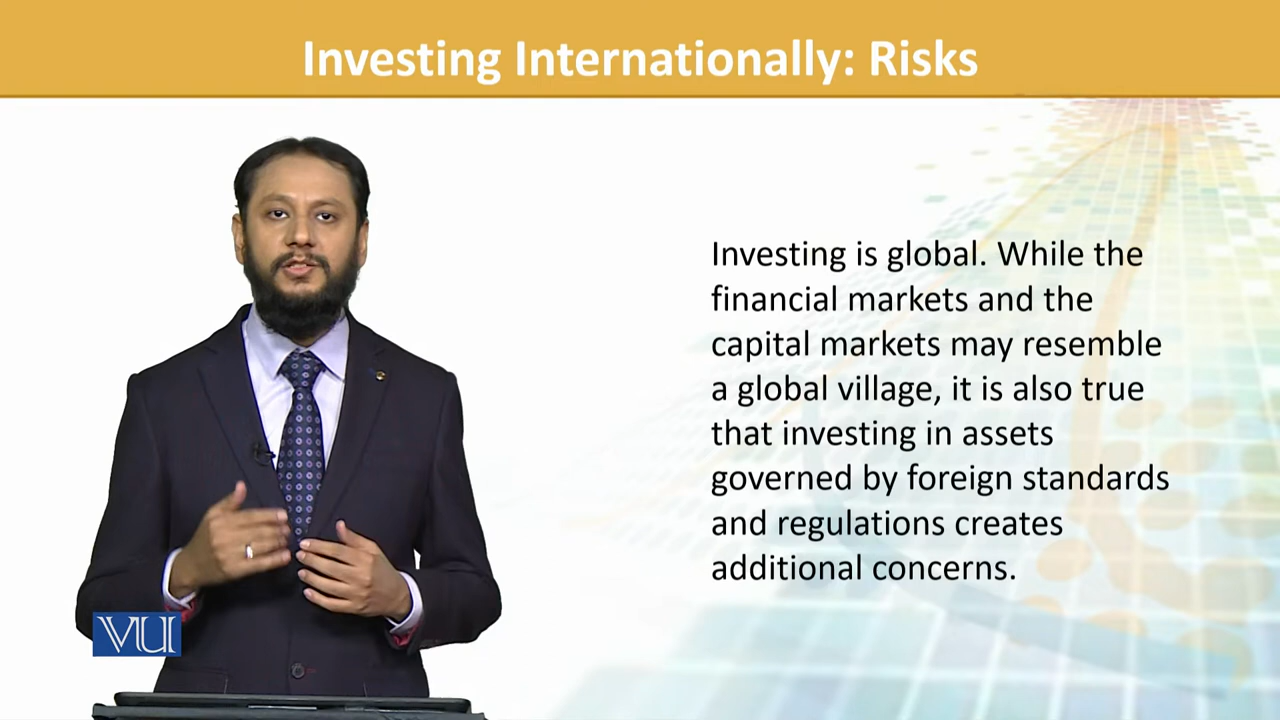 Investing Internationally: Risks
Investing is global. While the
financial markets and the
capital markets may resemble
a global village, it is also true
that investing in assets
governed by foreign standards
and regulations creates
additional concerns.
VU